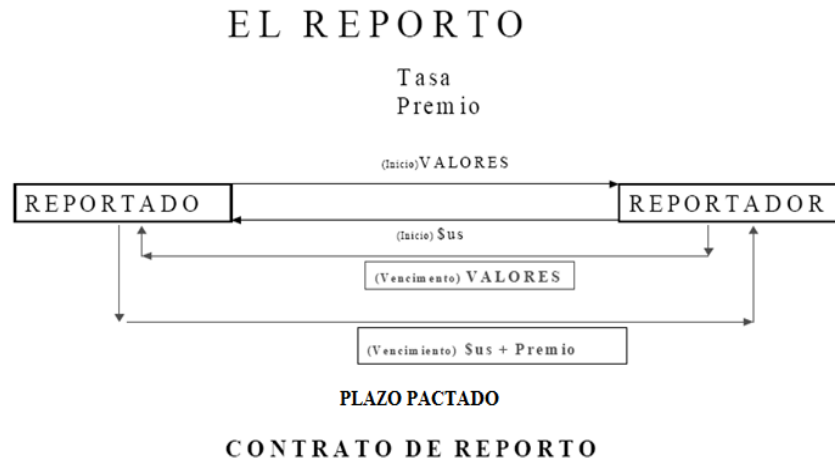 EL REPORTO
Tasa
Premio
(Inicio) VALORES
REPORTADO
REPORTADOR
(Inicio) $us
(Vencimento) VALORES
(Vencimiento) $us + Premio
PLAZO PACTADO
CONTRATO DE REPORTO